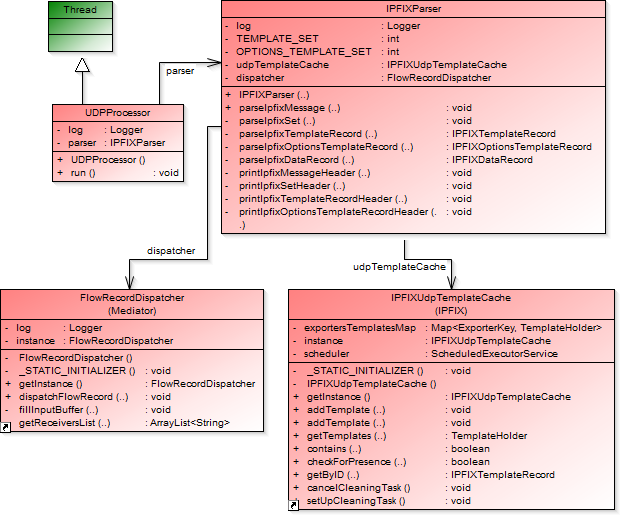 Thread
IPFIXParser
- log : Logger
- TEMPLATE_SET : int
- OPTIONS_TEMPLATE_SET : int
- udpTemplateCache : IPFIXUdpTemplateCache
- dispatcher : FlowRecordDispatcher
+ IPFIXParser (..)
+ parseIpfixMessage (..) : void
- parseIpfixSet (..) : void
- parseIpfixTemplateRecord (..) : IPFIXTemplateRecord
- parseIpfixOptionsTemplateRecord (..) : IPFIXOptionsTemplateRecord
- parseIpfixDataRecord (..) : IPFIXDataRecord
- printIpfixMessageHeader (..) : void
- printIpfixSetHeader (..) : void
- printIpfixTemplateRecordHeader (..) : void
- printIpfixOptionsTemplateRecordHeader (. : void
.)
parser
UDPProcessor
- log : Logger
- parser : IPFIXParser
+ UDPProcessor ()
+ run () : void
dispatcher
udpTemplateCache
FlowRecordDispatcher
(Mediator)
- log : Logger
- instance : FlowRecordDispatcher
- FlowRecordDispatcher ()
- _STATIC_INITIALIZER () : void
+ getInstance () : FlowRecordDispatcher
+ dispatchFlowRecord (..) : void
- fillInputBuffer (..) : void
- getReceiversList (..) : ArrayList<String>
IPFIXUdpTemplateCache
(IPFIX)
- exportersTemplatesMap : Map<ExporterKey, TemplateHolder>
- instance : IPFIXUdpTemplateCache
- scheduler : ScheduledExecutorService
- _STATIC_INITIALIZER () : void
- IPFIXUdpTemplateCache ()
+ getInstance () : IPFIXUdpTemplateCache
+ addTemplate (..) : void
+ addTemplate (..) : void
+ getTemplates (..) : TemplateHolder
+ contains (..) : boolean
+ checkForPresence (..) : boolean
+ getByID (..) : IPFIXTemplateRecord
+ cancelCleaningTask () : void
- setUpCleaningTask () : void